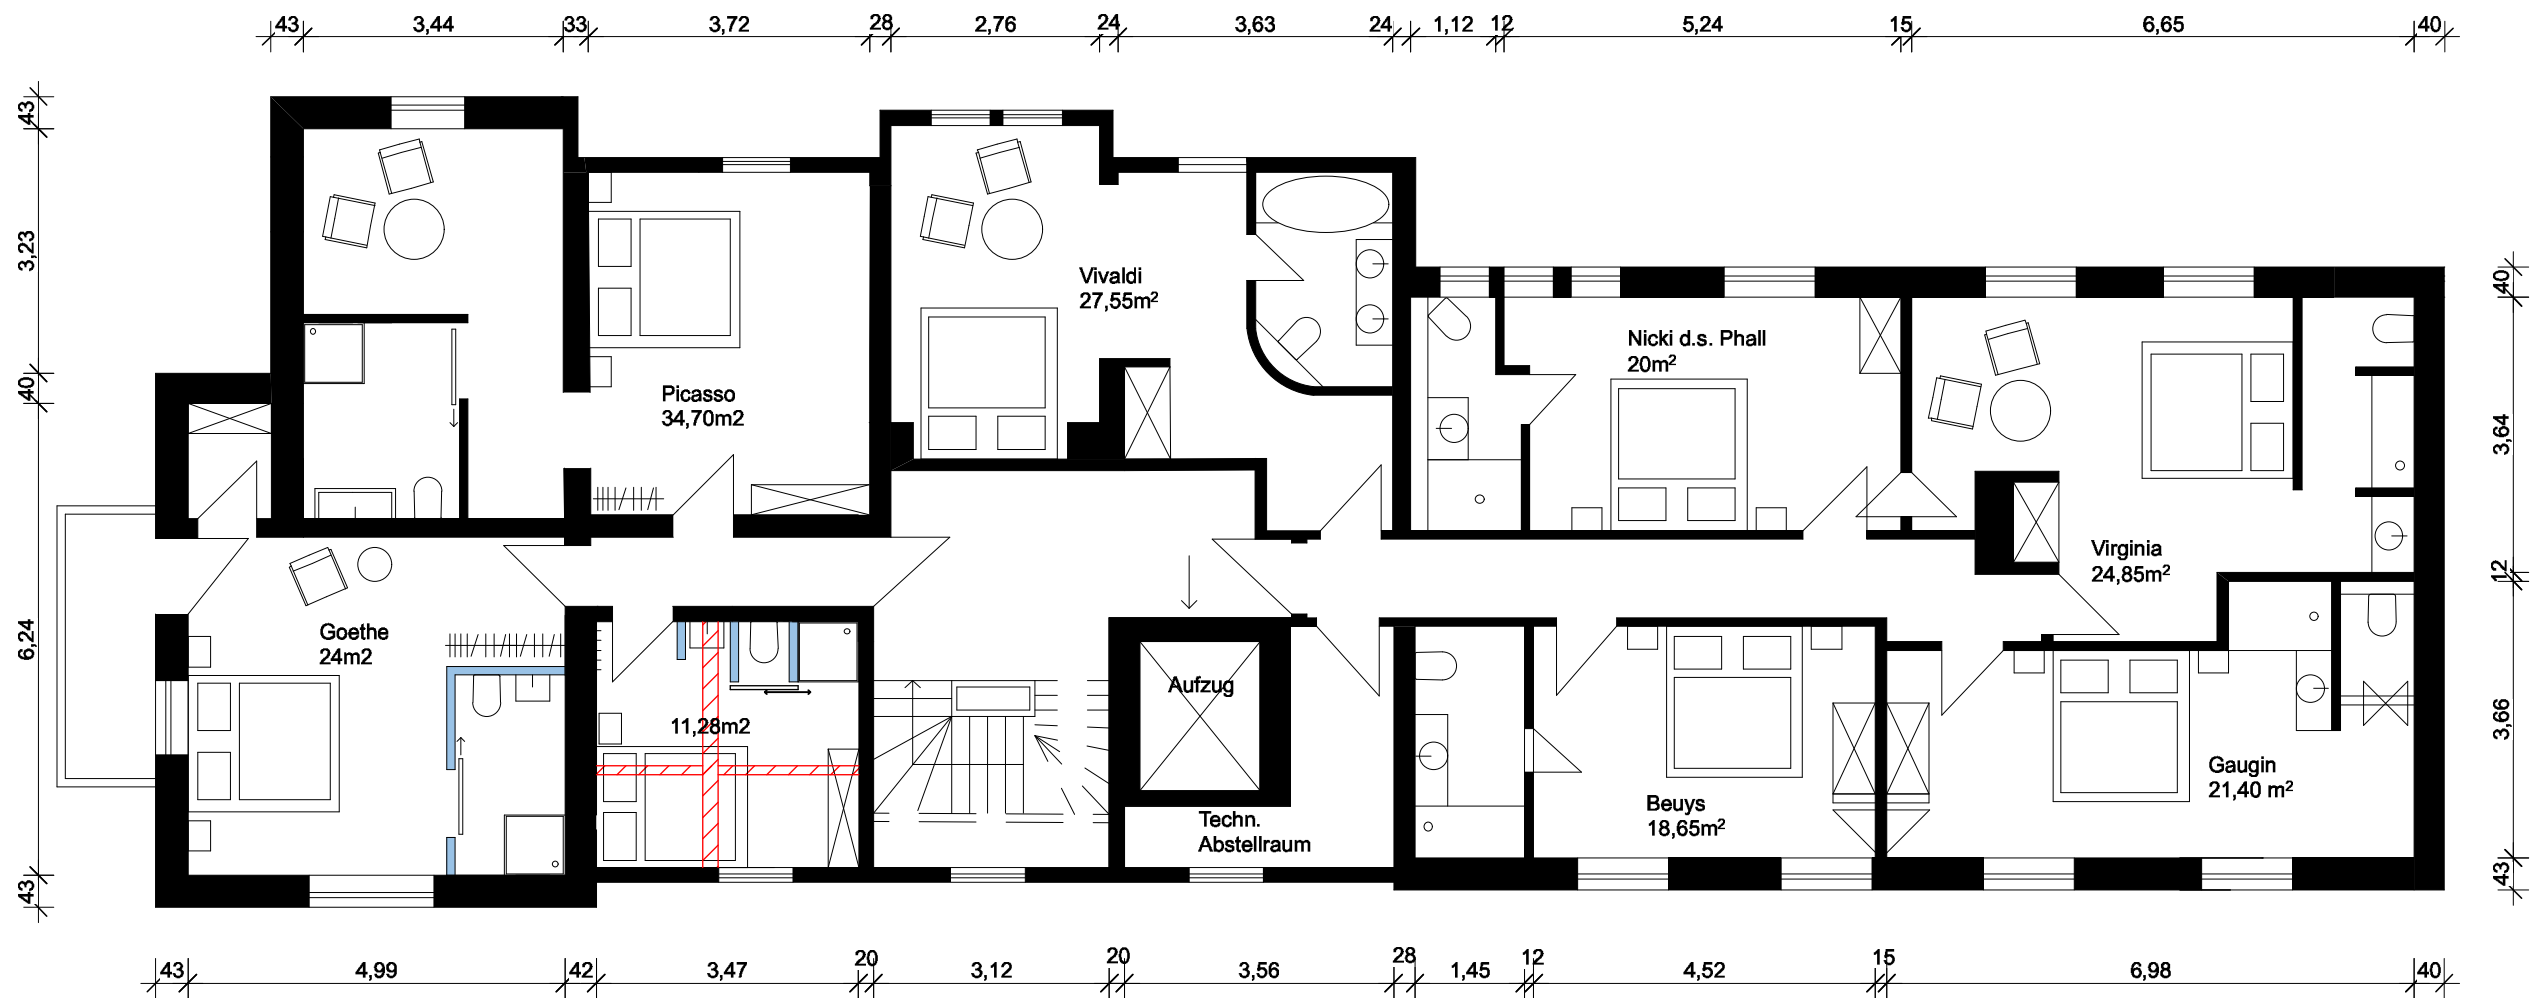 43 3,44 33 3,72 28 2,76 24 3,63 24 1,12 12 5,24 15 6,65 40
43
3,23
40
6,24
43
Vivaldi
27,55m²
Nicki d.s. Phall
20m²
Picasso
34,70m2
Virginia
24,85m²
Goethe
24m2
11,28m2
Aufzug
Techn.
Abstellraum
Beuys
18,65m²
Gaugin
21,40 m²
40
3,64
12
3,66
43
43 4,99 42 3,47 20 3,12 20 3,56 28 1,45 12 4,52 15 6,98 40